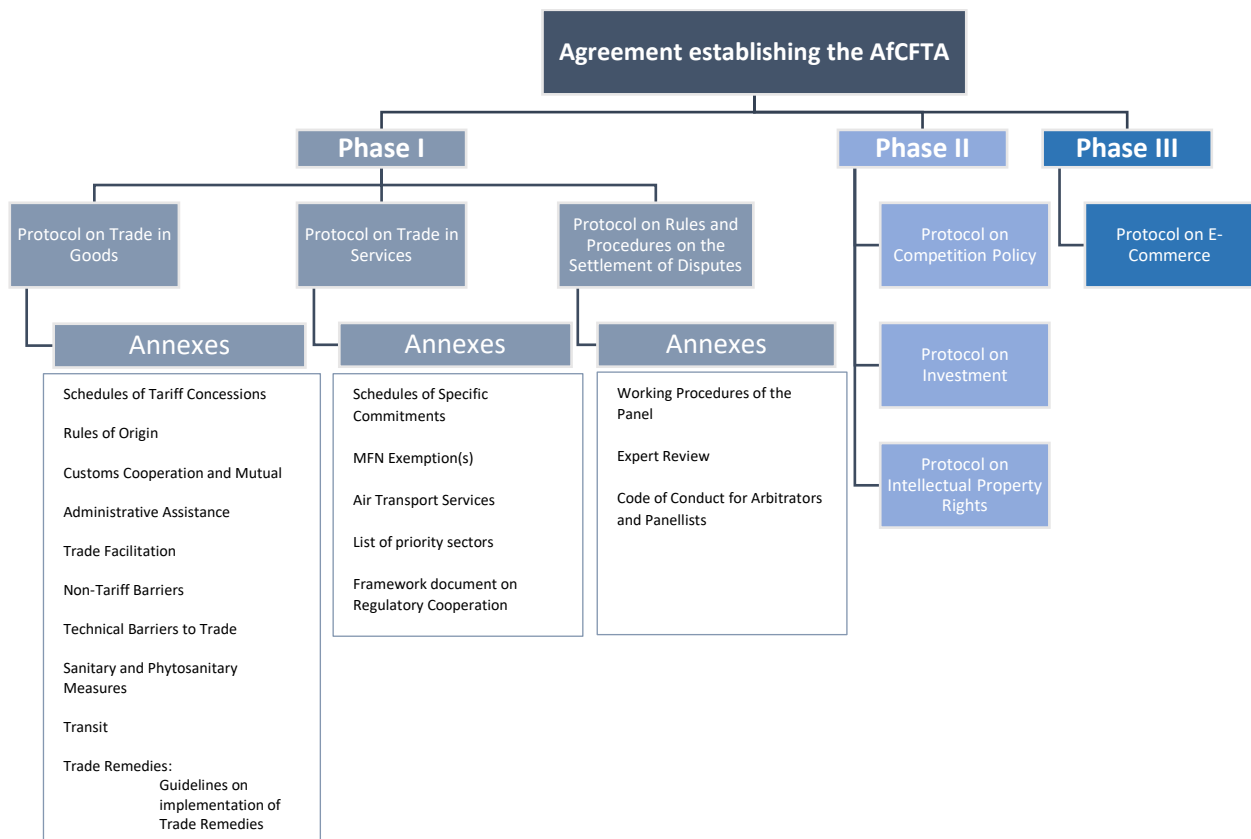 Agreement establishing the AfCFTA
Phase I
Phase II
Phase III
Protocol on Trade in
Goods
Protocol on Trade in
Services
Protocol on Rules and
Procedures on the
Settlement of Disputes
Protocol on
Competition Policy
Protocol on E-
Commerce
Annexes
Schedules of Tariff Concessions
Rules of Origin
Customs Cooperation and Mutual
Administrative Assistance
Trade Facilitation
Non-Tariff Barriers
Technical Barriers to Trade
Sanitary and Phytosanitary
Measures
Transit
Trade Remedies:
Guidelines on
implementation of
Trade Remedies
Annexes
Schedules of Specific
Commitments
MFN Exemption(s)
Air Transport Services
List of priority sectors
Framework document on
Regulatory Cooperation
Annexes
Working Procedures of the
Panel
Expert Review
Code of Conduct for Arbitrators
and Panellists
Protocol on
Investment
Protocol on
Intellectual Property
Rights